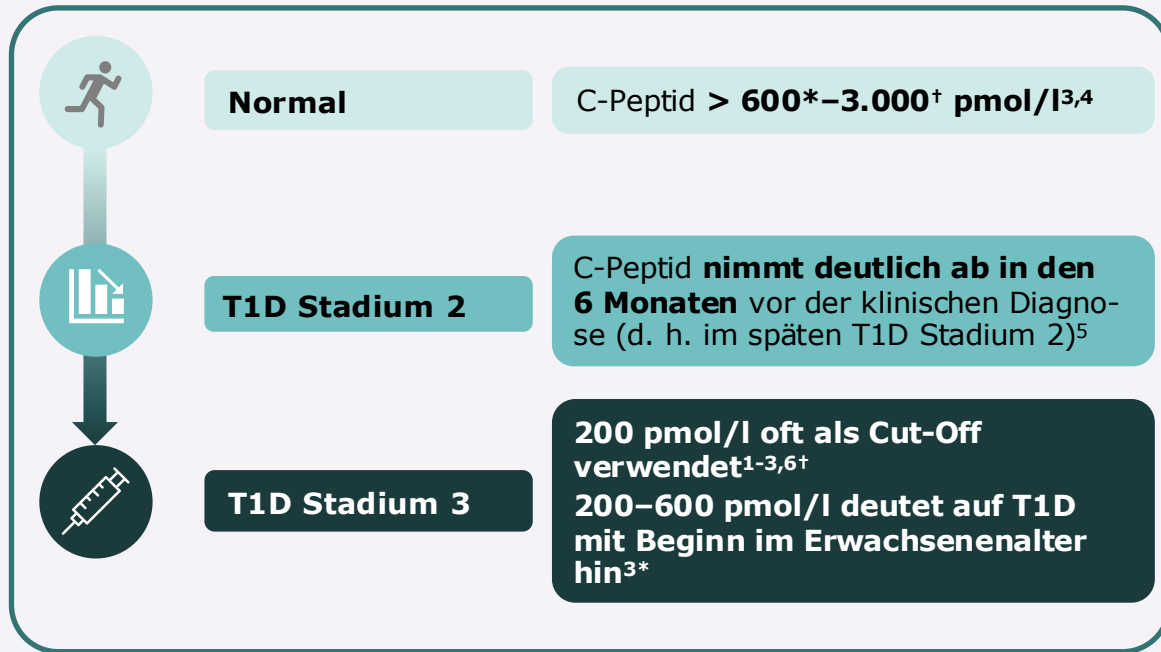 Normal
C-Peptid > 600*–3.000† pmol/l3,4
T1D Stadium 2
C-Peptid nimmt deutlich ab in den
6 Monaten vor der klinischen Diagno-
se (d. h. im späten T1D Stadium 2)5
T1D Stadium 3
200 pmol/l oft als Cut-Off
verwendet1-3,6†
200–600 pmol/l deutet auf T1D
mit Beginn im Erwachsenenalter
hin3*